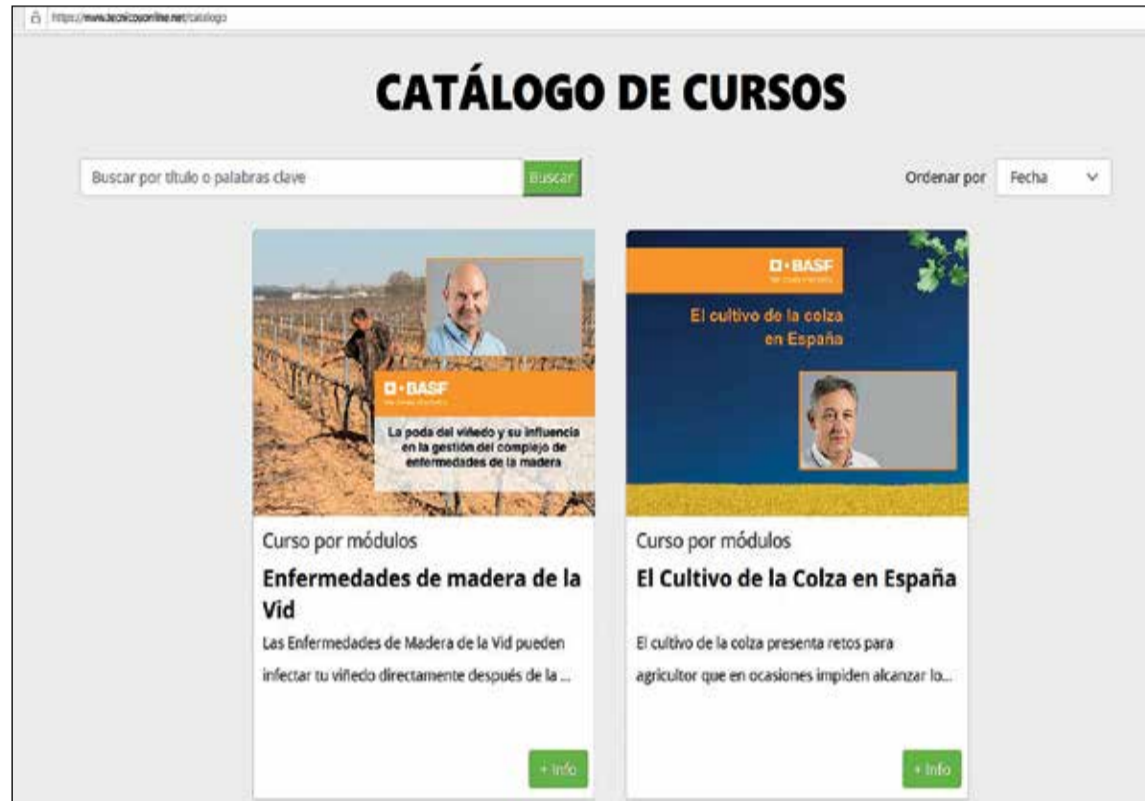 https://www.tecnicosonline.net/catalogo
CATÁLOGO DE CURSOS
Buscar por título o palabras clave
Buscar
Ordenar por
Fecha
BASF
La poda del viñedo y su influencia
en la gestión del complejo de
enfermedades de la madera
Curso por módulos
Enfermedades de madera de la
Vid
Las Enfermedades de Madera de la Vid pueden
infectar tu viñedo directamente después de la ...
+ Info
BASF
El cultivo de la colza
en España
Curso por módulos
El Cultivo de la Colza en España
El cultivo de la colza presenta retos para
agricultor que en ocasiones impiden alcanzar lo...
+ Info